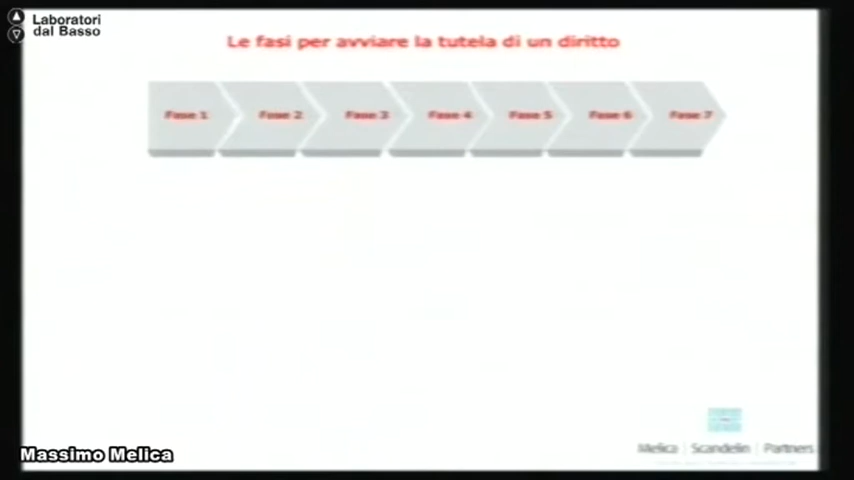 Laboratori
dal Basso
Le fasi per avviare la tutela di un diritto
Fase 1 Fase 2 Fase 3 Fase 4 Fase 5 Fase 6 Fase 7
Melica | Scandelin | Partners
Massimo Melica